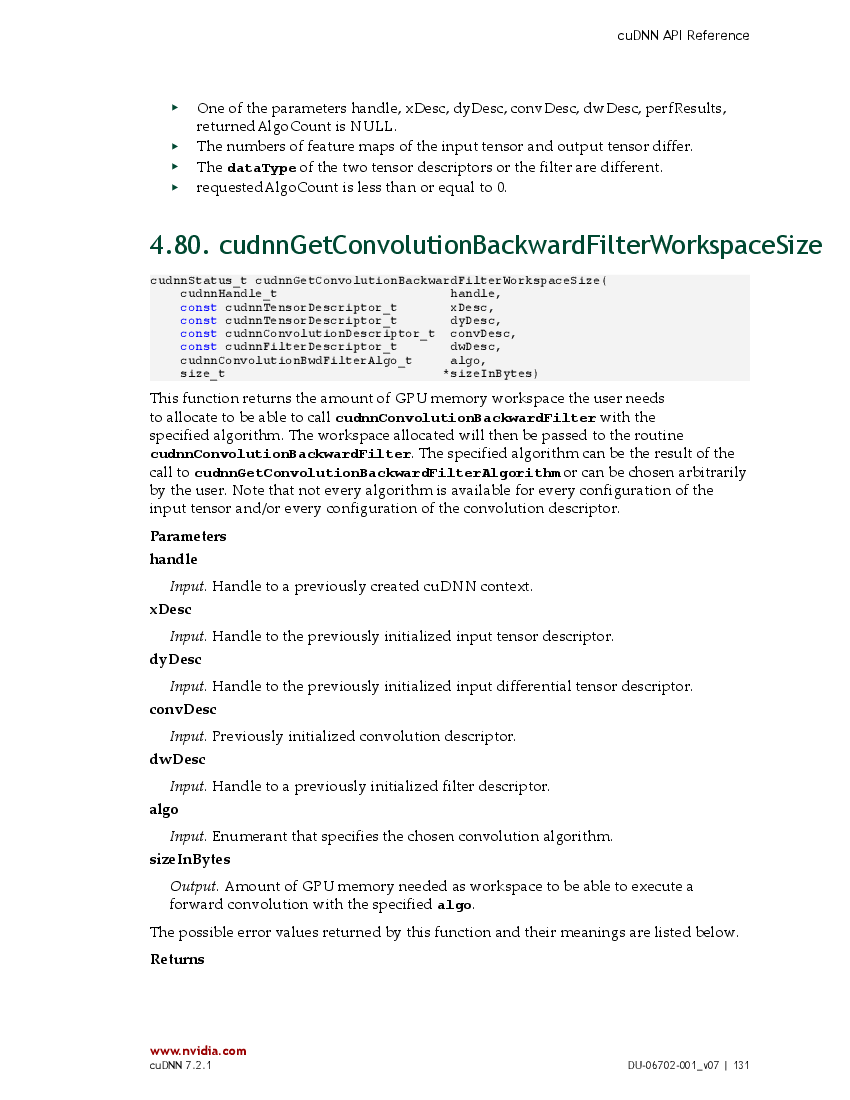 cuDNN API Reference
▸ One of the parameters handle, xDesc, dyDesc, convDesc, dwDesc, perfResults,
returnedAlgoCount is NULL.
▸ The numbers of feature maps of the input tensor and output tensor differ.
▸ The dataType of the two tensor descriptors or the filter are different.
▸ requestedAlgoCount is less than or equal to 0.
4.80. cudnnGetConvolutionBackwardFilterWorkspaceSize
cudnnStatus_t cudnnGetConvolutionBackwardFilterWorkspaceSize(
    cudnnHandle_t                       handle,
    const cudnnTensorDescriptor_t       xDesc,
    const cudnnTensorDescriptor_t       dyDesc,
    const cudnnConvolutionDescriptor_t  convDesc,
    const cudnnFilterDescriptor_t       dwDesc,
    cudnnConvolutionBwdFilterAlgo_t     algo,
    size_t                             *sizeInBytes)
This function returns the amount of GPU memory workspace the user needs
to allocate to be able to call cudnnConvolutionBackwardFilter with the
specified algorithm. The workspace allocated will then be passed to the routine
cudnnConvolutionBackwardFilter. The specified algorithm can be the result of the
call to cudnnGetConvolutionBackwardFilterAlgorithm or can be chosen arbitrarily
by the user. Note that not every algorithm is available for every configuration of the
input tensor and/or every configuration of the convolution descriptor.
Parameters
handle
Input. Handle to a previously created cuDNN context.
xDesc
Input. Handle to the previously initialized input tensor descriptor.
dyDesc
Input. Handle to the previously initialized input differential tensor descriptor.
convDesc
Input. Previously initialized convolution descriptor.
dwDesc
Input. Handle to a previously initialized filter descriptor.
algo
Input. Enumerant that specifies the chosen convolution algorithm.
sizeInBytes
Output. Amount of GPU memory needed as workspace to be able to execute a
forward convolution with the specified algo.
The possible error values returned by this function and their meanings are listed below.
Returns
www.nvidia.com
cuDNN 7.2.1 DU-06702-001_v07 | 131